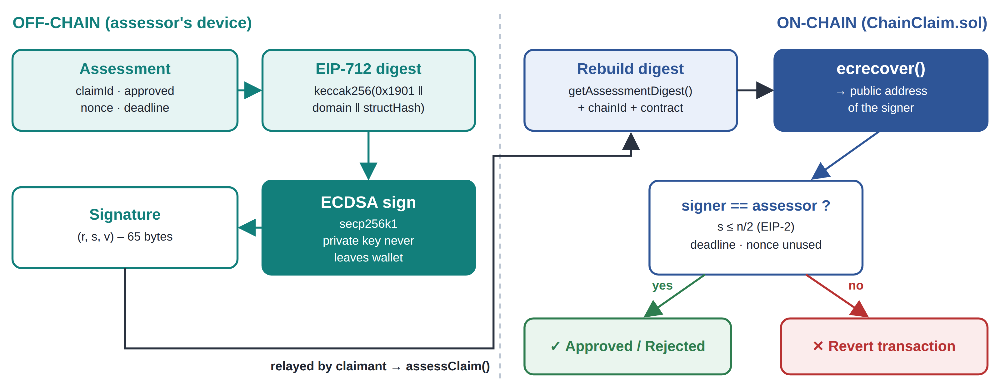 OFF-CHAIN (assessor's device)
ON-CHAIN (ChainClaim.sol)
Assessment
claimId · approved
nonce · deadline
EIP-712 digest
keccak256(0x1901 ‖
domain ‖ structHash)
Rebuild digest
getAssessmentDigest()
+ chainId + contract
ecrecover()
→ public address
of the signer
Signature
(r, s, v) – 65 bytes
ECDSA sign
secp256k1
private key never
leaves wallet
signer == assessor ?
s ≤ n/2 (EIP-2)
deadline · nonce unused
yes
no
✓ Approved / Rejected
✕ Revert transaction
relayed by claimant → assessClaim()